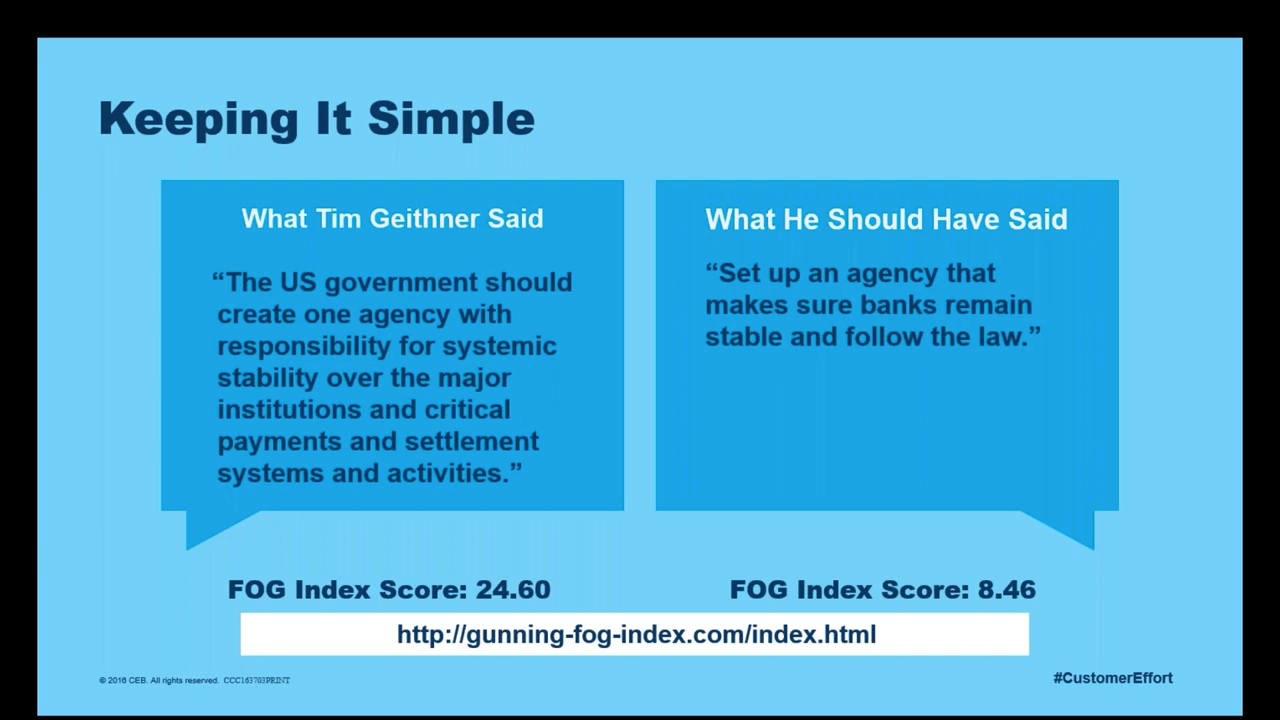 Keeping It Simple
What Tim Geithner Said
“The US government should
create one agency with
responsibility for systemic
stability over the major
institutions and critical
payments and settlement
systems and activities.”
What He Should Have Said
“Set up an agency that
makes sure banks remain
stable and follow the law.”
FOG Index Score: 24.60
FOG Index Score: 8.46
http://gunning-fog-index.com/index.html
© 2016 CEB. All rights reserved. CCC163703PRINT
#CustomerEffort